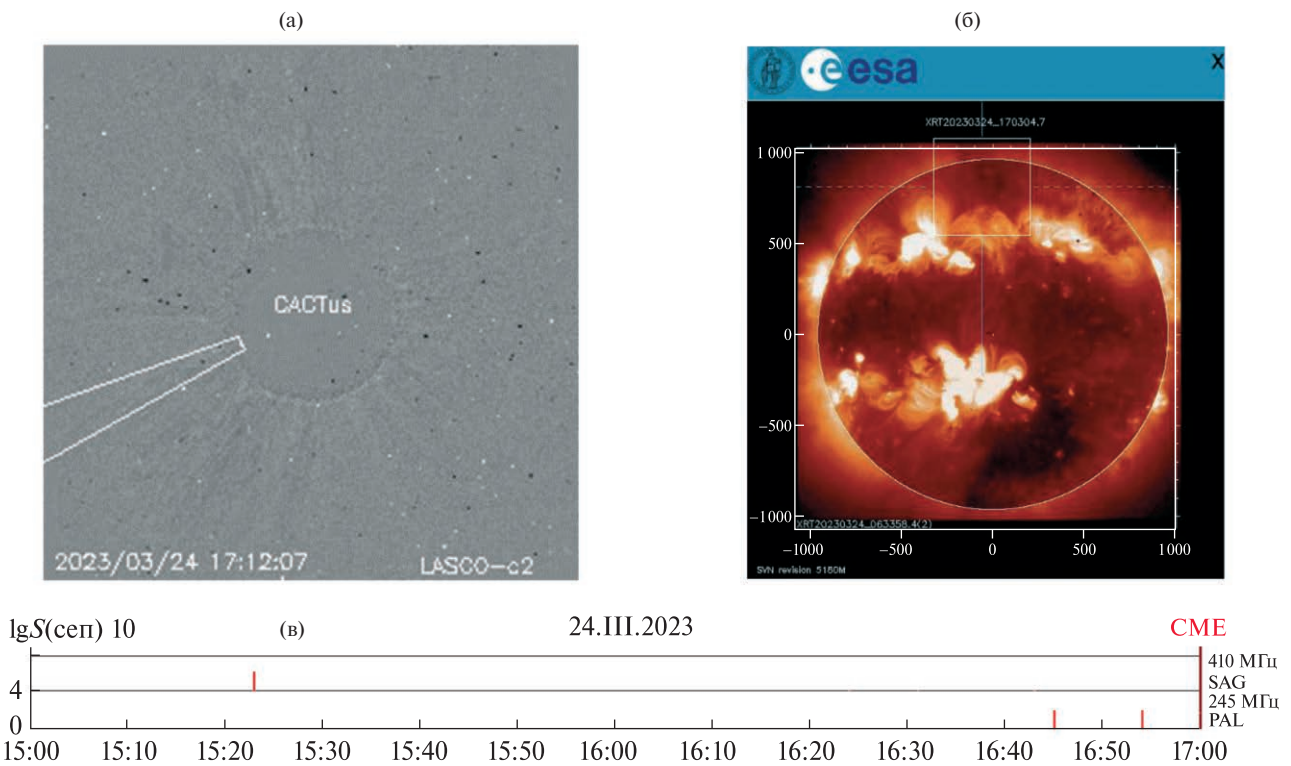 (а)
CACTus
2023/03/24 17:12:07
LASCO-c2
(б)
esa
X
XRT20230324_170304.7
1 000
500
0
−500
−1000
XRT20230324_063358.4(2)
−1000 −500 0 500 1000
SVN revision 5180M
lgS(сеп) 10
(в)
24.III.2023
CME
410 МГц
SAG
4
245 МГц
0
PAL
15:00 15:10 15:20 15:30 15:40 15:50 16:00 16:10 16:20 16:30 16:40 16:50 17:00